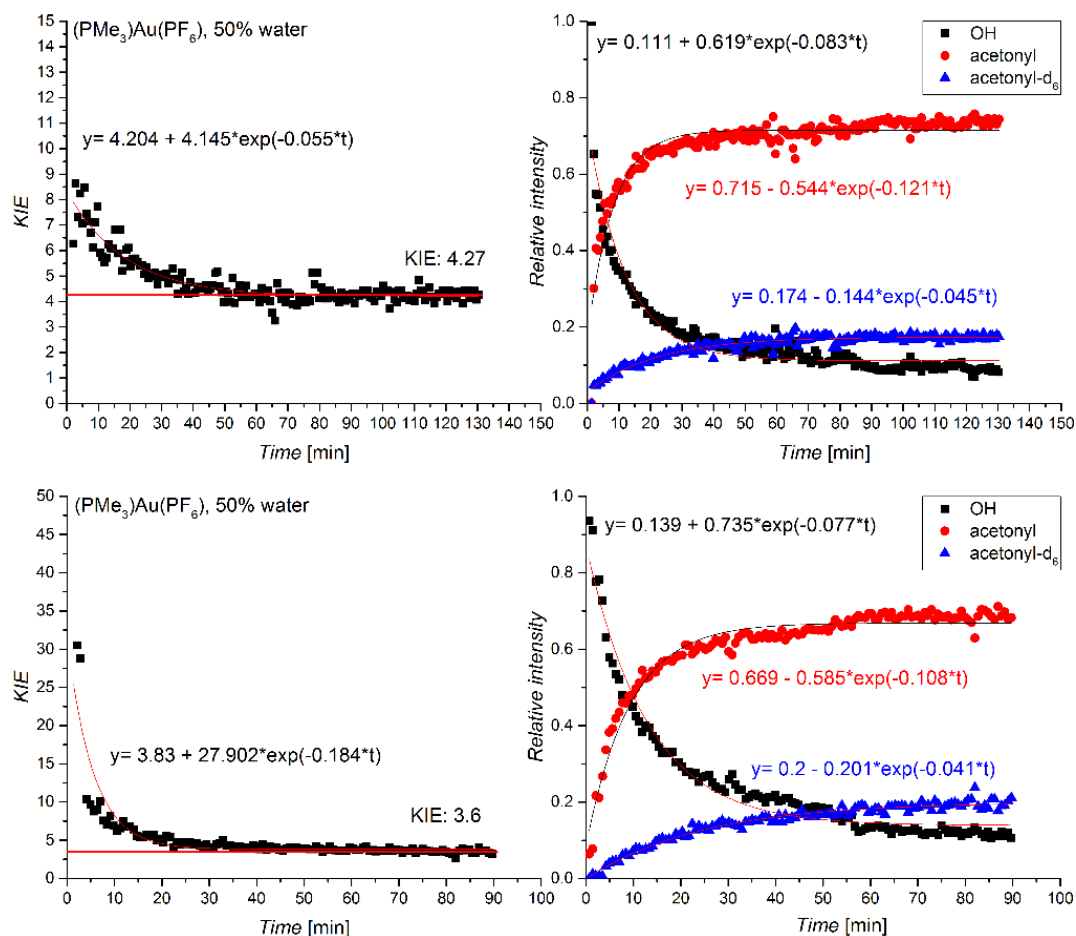 (PMe3)Au(PF6), 50% water
y= 4.204 + 4.145*exp(-0.055*t)
KIE: 4.27
KIE
0 1 2 3 4 5 6 7 8 9 10 11 12 13 14 15
0 10 20 30 40 50 60 70 80 90 100 110 120 130 140 150
Time [min]
y= 0.111 + 0.619*exp(-0.083*t)
OH
acetonyl
acetonyl-d6
y= 0.715 - 0.544*exp(-0.121*t)
y= 0.174 - 0.144*exp(-0.045*t)
Relative intensity
0.0 0.2 0.4 0.6 0.8 1.0
0 10 20 30 40 50 60 70 80 90 100 110 120 130 140 150
Time [min]
(PMe3)Au(PF6), 50% water
y= 3.83 + 27.902*exp(-0.184*t)
KIE: 3.6
KIE
0 5 10 15 20 25 30 35 40 45 50
0 10 20 30 40 50 60 70 80 90 100
Time [min]
y= 0.139 + 0.735*exp(-0.077*t)
OH
acetonyl
acetonyl-d6
y= 0.669 - 0.585*exp(-0.108*t)
y= 0.2 - 0.201*exp(-0.041*t)
Relative intensity
0.0 0.2 0.4 0.6 0.8 1.0
0 10 20 30 40 50 60 70 80 90 100
Time [min]